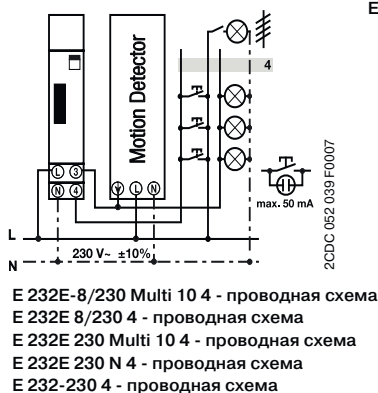 E
4
Motion Detector
L 3
N 4
L N
max. 50 mA
2CDC 052 039 F0007
L
230 V~ ±10%
N
E 232E-8/230 Multi 10 4 - проводная схема
E 232E 8/230 4 - проводная схема
E 232E 230 Multi 10 4 - проводная схема
E 232E 230 N 4 - проводная схема
E 232-230 4 - проводная схема